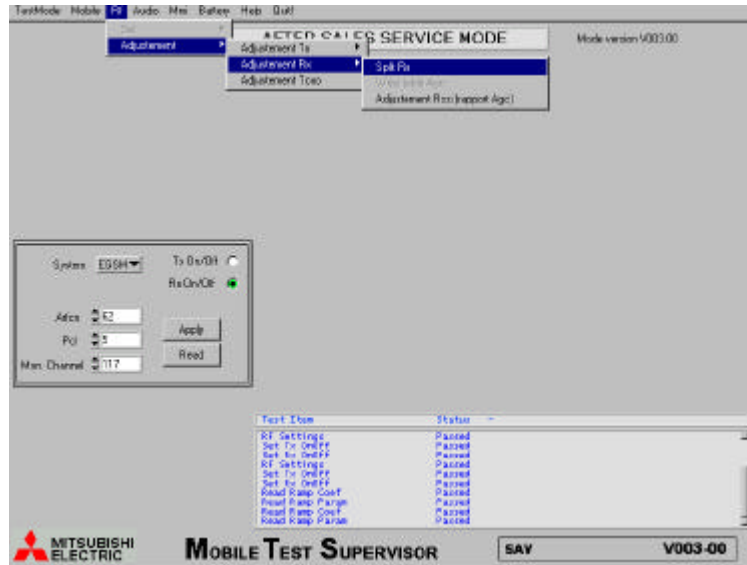 TestMode Mobile Audio Battery Help Quit!
Adjustement
AFTER SALES SERVICE MODE
Mode version V003.00
Adjustement Tx
Adjustement Rx
Adjustement Tcxo
Split Rx
Adjustement Rssi (rapport Agc)
System EGSM
Tx On/Off
Rx On/Off
Arfcn 62
Pcl 5
Man. Channel 117
Apply
Read
Test Item Status
RF Settings Passed
Set Tx OnOff Passed
Set Rx OnOff Passed
RF Settings Passed
Set Tx OnOff Passed
Set Rx OnOff Passed
Read Ramp Coef Passed
Read Ramp Param Passed
Read Ramp Coef Passed
Read Ramp Param Passed
MITSUBISHI
ELECTRIC
MOBILE TEST SUPERVISOR
SAV
V003-00